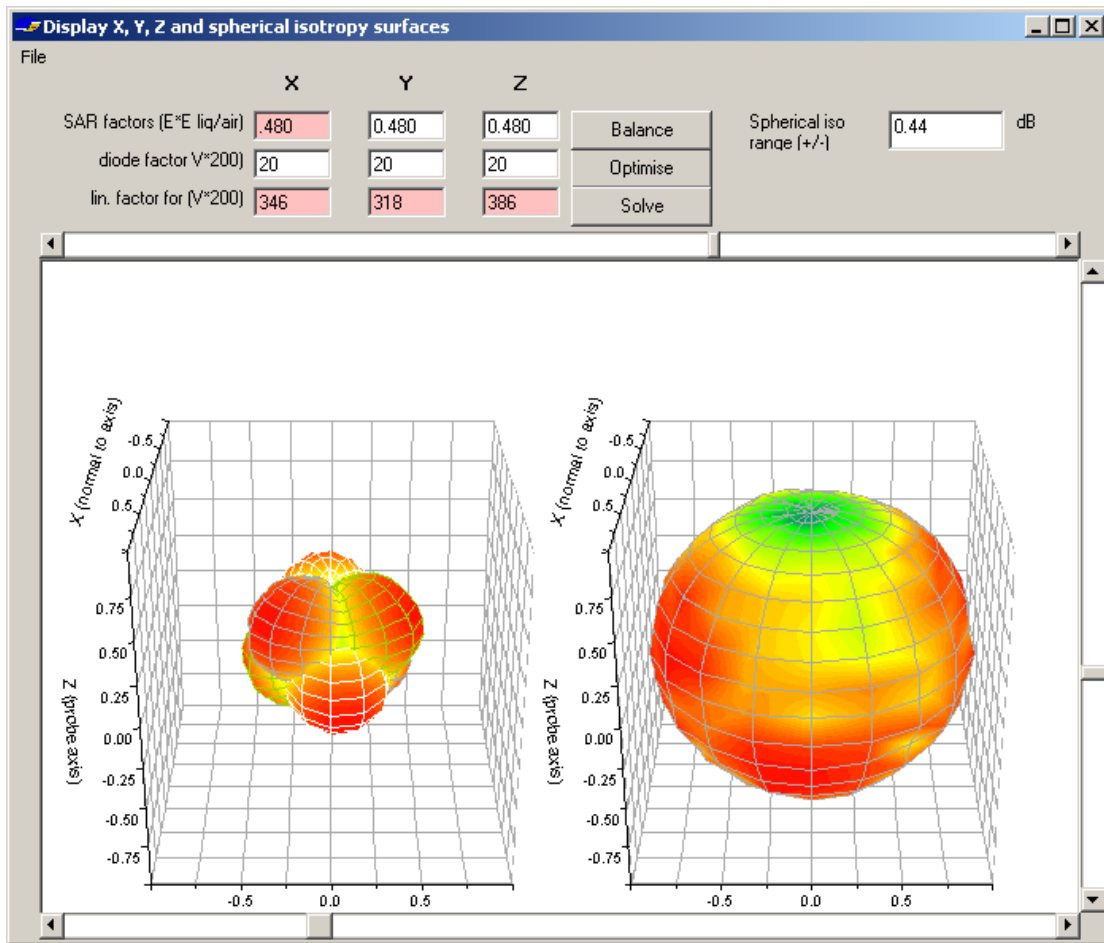 Display X, Y, Z and spherical isotropy surfaces
File
X Y Z
SAR factors (E*E liq/air) .480 0.480 0.480 Balance Spherical iso range (+/-) 0.44 dB
diode factor V*200) 20 20 20 Optimise
lin. factor for (V*200) 346 318 386 Solve
X (normal to axis)
-0.5
0.0
0.5
Z (probe axis)
0.75
0.50
0.25
0.00
-0.25
-0.50
-0.75
-0.5 0.0 0.5
X (normal to axis)
-0.5
0.0
0.5
Z (probe axis)
0.75
0.50
0.25
0.00
-0.25
-0.50
-0.75
-0.5 0.0 0.5